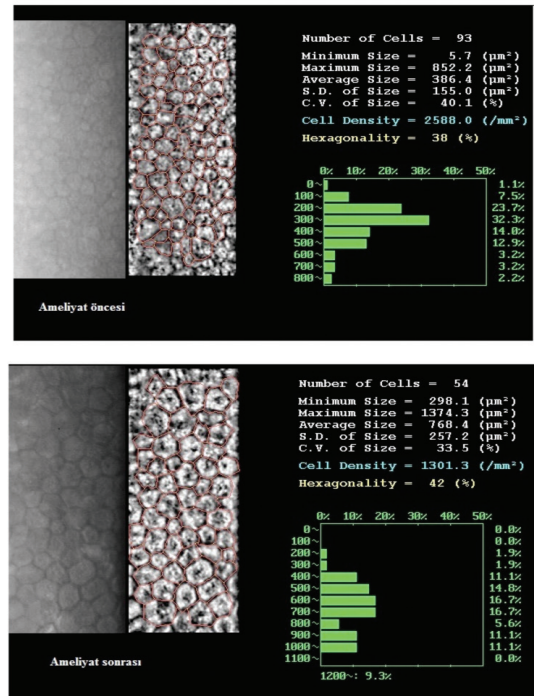 Number of Cells = 93
Minimum Size = 5.7 (µm²)
Maximum Size = 852.2 (µm²)
Average Size = 386.4 (µm²)
S.D. of Size = 155.0 (µm²)
C.V. of Size = 40.1 (%)
Cell Density = 2588.0 (/mm²)
Hexagonality = 38 (%)
0% 10% 20% 30% 40% 50%
0~ 1.1%
100~ 7.5%
200~ 23.7%
300~ 32.3%
400~ 14.0%
500~ 12.9%
600~ 3.2%
700~ 3.2%
800~ 2.2%
Ameliyat öncesi
Number of Cells = 54
Minimum Size = 298.1 (µm²)
Maximum Size = 1374.3 (µm²)
Average Size = 768.4 (µm²)
S.D. of Size = 257.2 (µm²)
C.V. of Size = 33.5 (%)
Cell Density = 1301.3 (/mm²)
Hexagonality = 42 (%)
0% 10% 20% 30% 40% 50%
0~ 0.0%
100~ 0.0%
200~ 1.9%
300~ 1.9%
400~ 11.1%
500~ 14.8%
600~ 16.7%
700~ 16.7%
800~ 5.6%
900~ 11.1%
1000~ 11.1%
1100~ 0.0%
1200~: 9.3%
Ameliyat sonrası